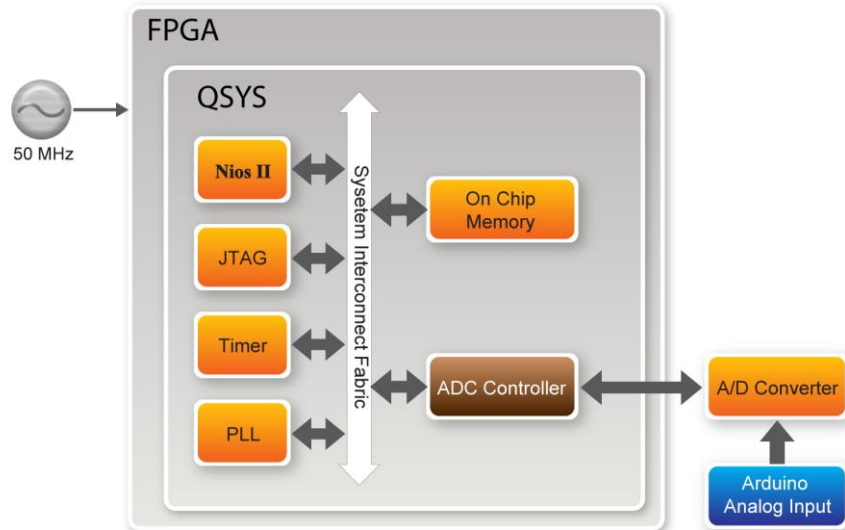 FPGA
QSYS
50 MHz
Nios II
JTAG
Timer
PLL
Sysetem Interconnect Fabric
On Chip
Memory
ADC Controller
A/D Converter
Arduino
Analog Input